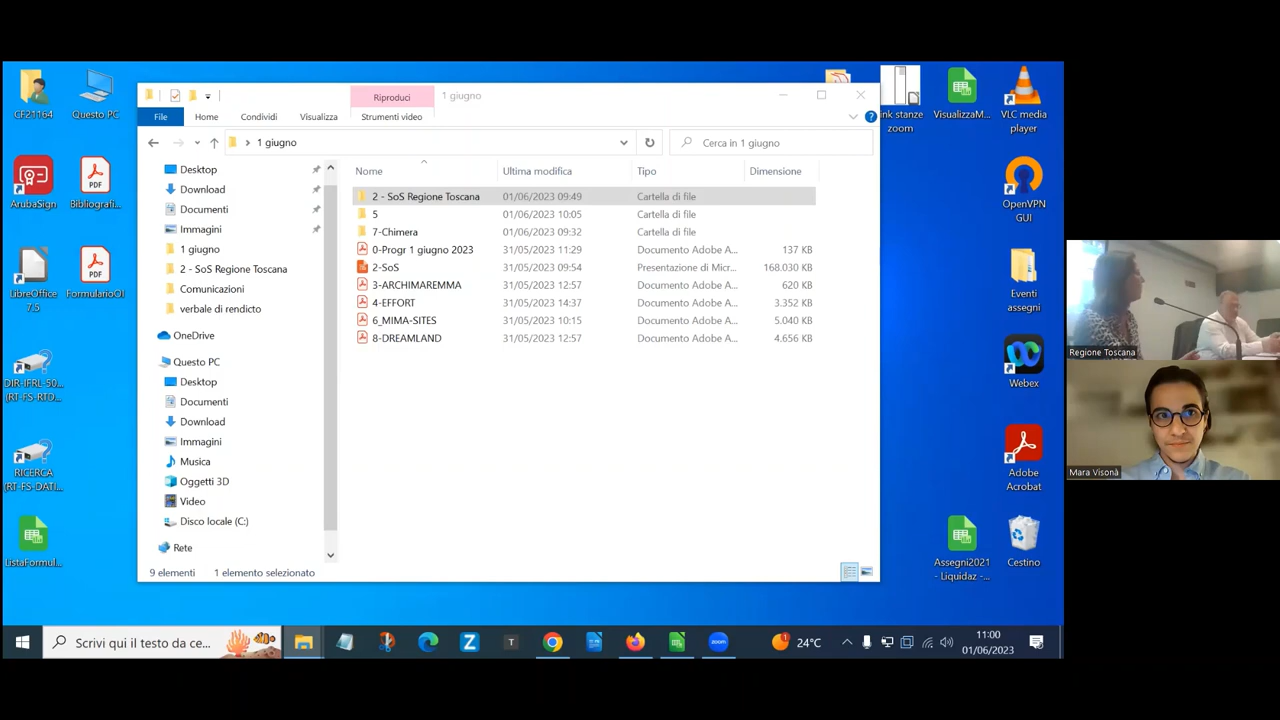 CF21164
Questo PC
ArubaSign
PDF
Bibliografi...
LibreOffice
7.5
PDF
FormularioOI
DIR-IFRL-50...
(RT-FS-RTD...
RICERCA
(RT-FS-DATI...
ListaFormul...
Riproduci
1 giugno
File
Home
Condividi
Visualizza
Strumenti video
1 giugno
Cerca in 1 giugno
Desktop
Download
Documenti
Immagini
1 giugno
2 - SoS Regione Toscana
Comunicazioni
verbale di rendicto
OneDrive
Questo PC
Desktop
Documenti
Download
Immagini
Musica
Oggetti 3D
Video
Disco locale (C:)
Rete
Nome Ultima modifica Tipo Dimensione
2 - SoS Regione Toscana 01/06/2023 09:49 Cartella di file
5 01/06/2023 10:05 Cartella di file
7-Chimera 01/06/2023 09:32 Cartella di file
0-Progr 1 giugno 2023 31/05/2023 11:29 Documento Adobe A... 137 KB
2-SoS 31/05/2023 09:54 Presentazione di Micr... 168.030 KB
3-ARCHIMAREMMA 31/05/2023 12:57 Documento Adobe A... 620 KB
4-EFFORT 31/05/2023 14:37 Documento Adobe A... 3.352 KB
6_MIMA-SITES 31/05/2023 10:15 Documento Adobe A... 5.040 KB
8-DREAMLAND 31/05/2023 12:57 Documento Adobe A... 4.656 KB
9 elementi 1 elemento selezionato
nk stanze
zoom
VisualizzaM...
VLC media
player
OpenVPN
GUI
Eventi
assegni
Webex
Adobe
Acrobat
Assegni2021
- Liquidaz -...
Cestino
Regione Toscana
Mara Visonà
Scrivi qui il testo da ce...
Z
T
zoom
1
24°C
11:00
01/06/2023